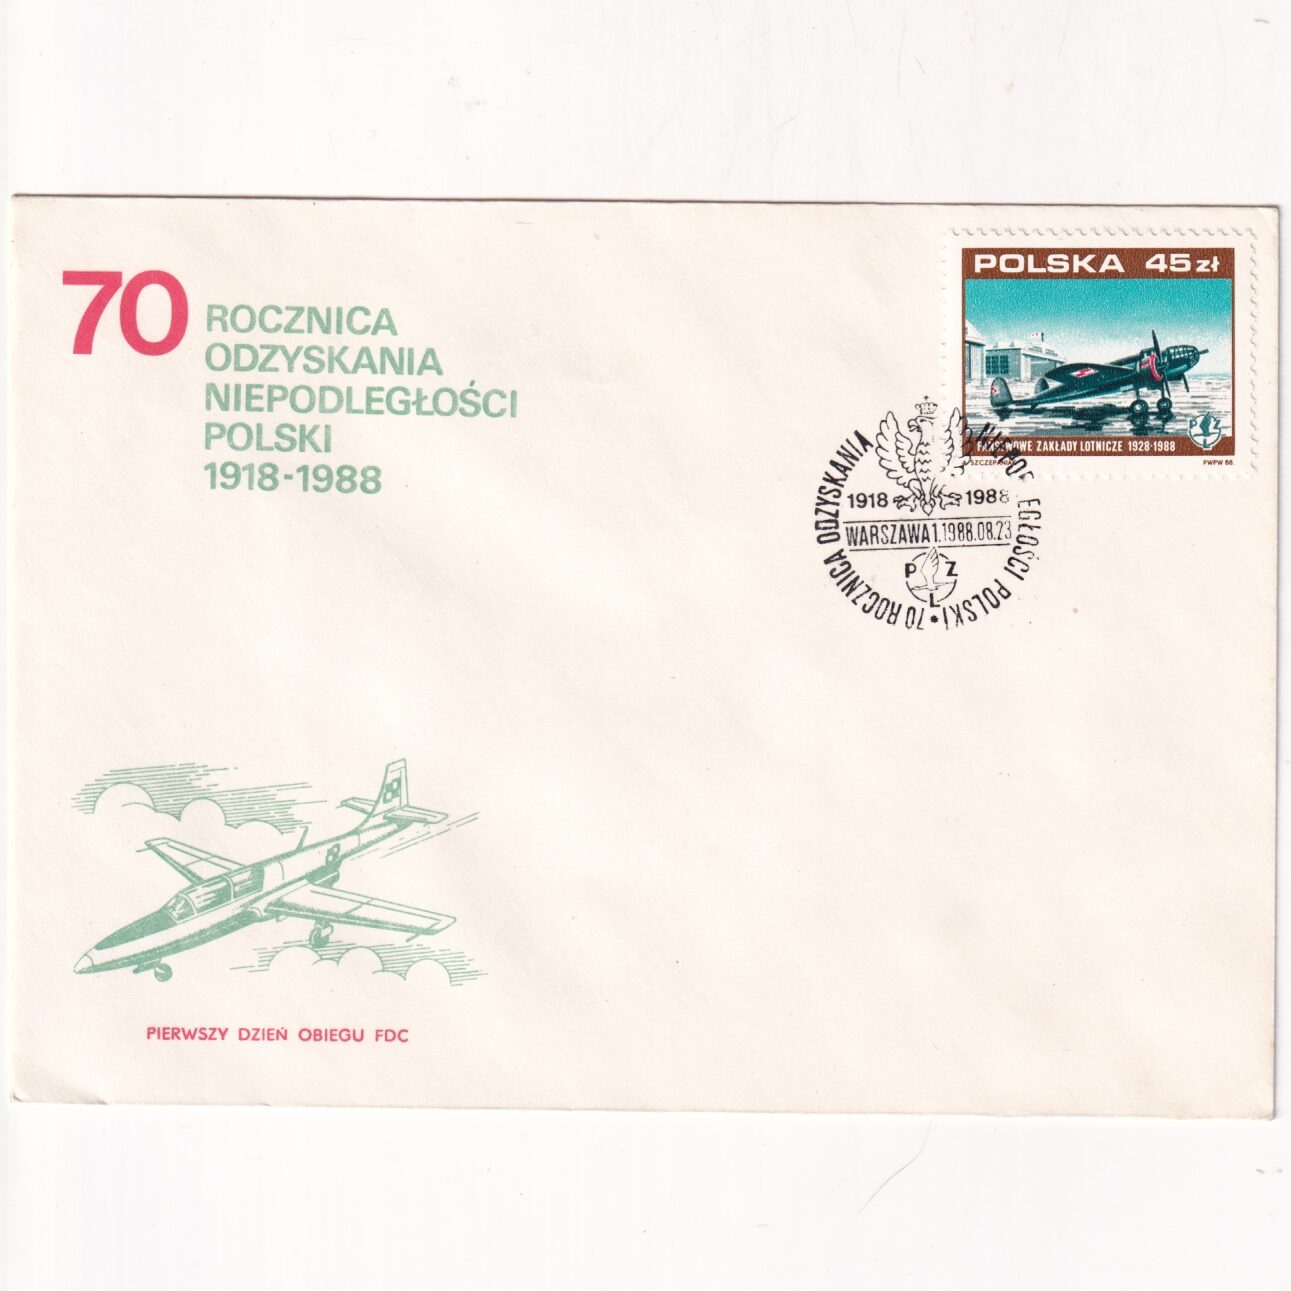 70
ROCZNICA
ODZYSKANIA
NIEPODLEGŁOŚCI
POLSKI
1918-1988
POLSKA 45 zł
ZAKŁADY LOTNICZE 1928-1988
PWPW 88.
P Z L
70 ROCZNICA ODZYSKANIA NIEPODLEGŁOŚCI POLSKI *
1918 1988
WARSZAWA 1.1988.08.23
P Z L
PIERWSZY DZIEŃ OBIEGU FDC